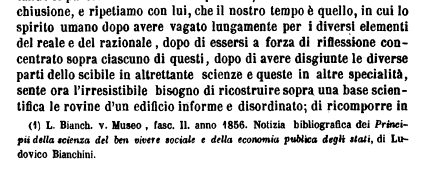 chiusione, e ripetiamo con lui, che il nostro tempo è quello, in cui lo
spirito umano dopo avere vagato lungamente per i diversi elementi
del reale e del razionale, dopo di essersi a forza di riflessione con-
centrato sopra ciascuno di questi, dopo di avere disgiunte le diverse
parti dello scibile in altrettante scienze e queste in altre specialità,
sente ora l'irresistibile bisogno di ricostruire sopra una base scien-
tifica le rovine d'un edificio informe e disordinato; di ricomporre in
(1) L. Bianch. v. Museo, fasc. II. anno 1856. Notizia bibliografica dei Princi-
pii della scienza del ben vivere sociale e della economia publica degli stati, di Lu-
dovico Bianchini.